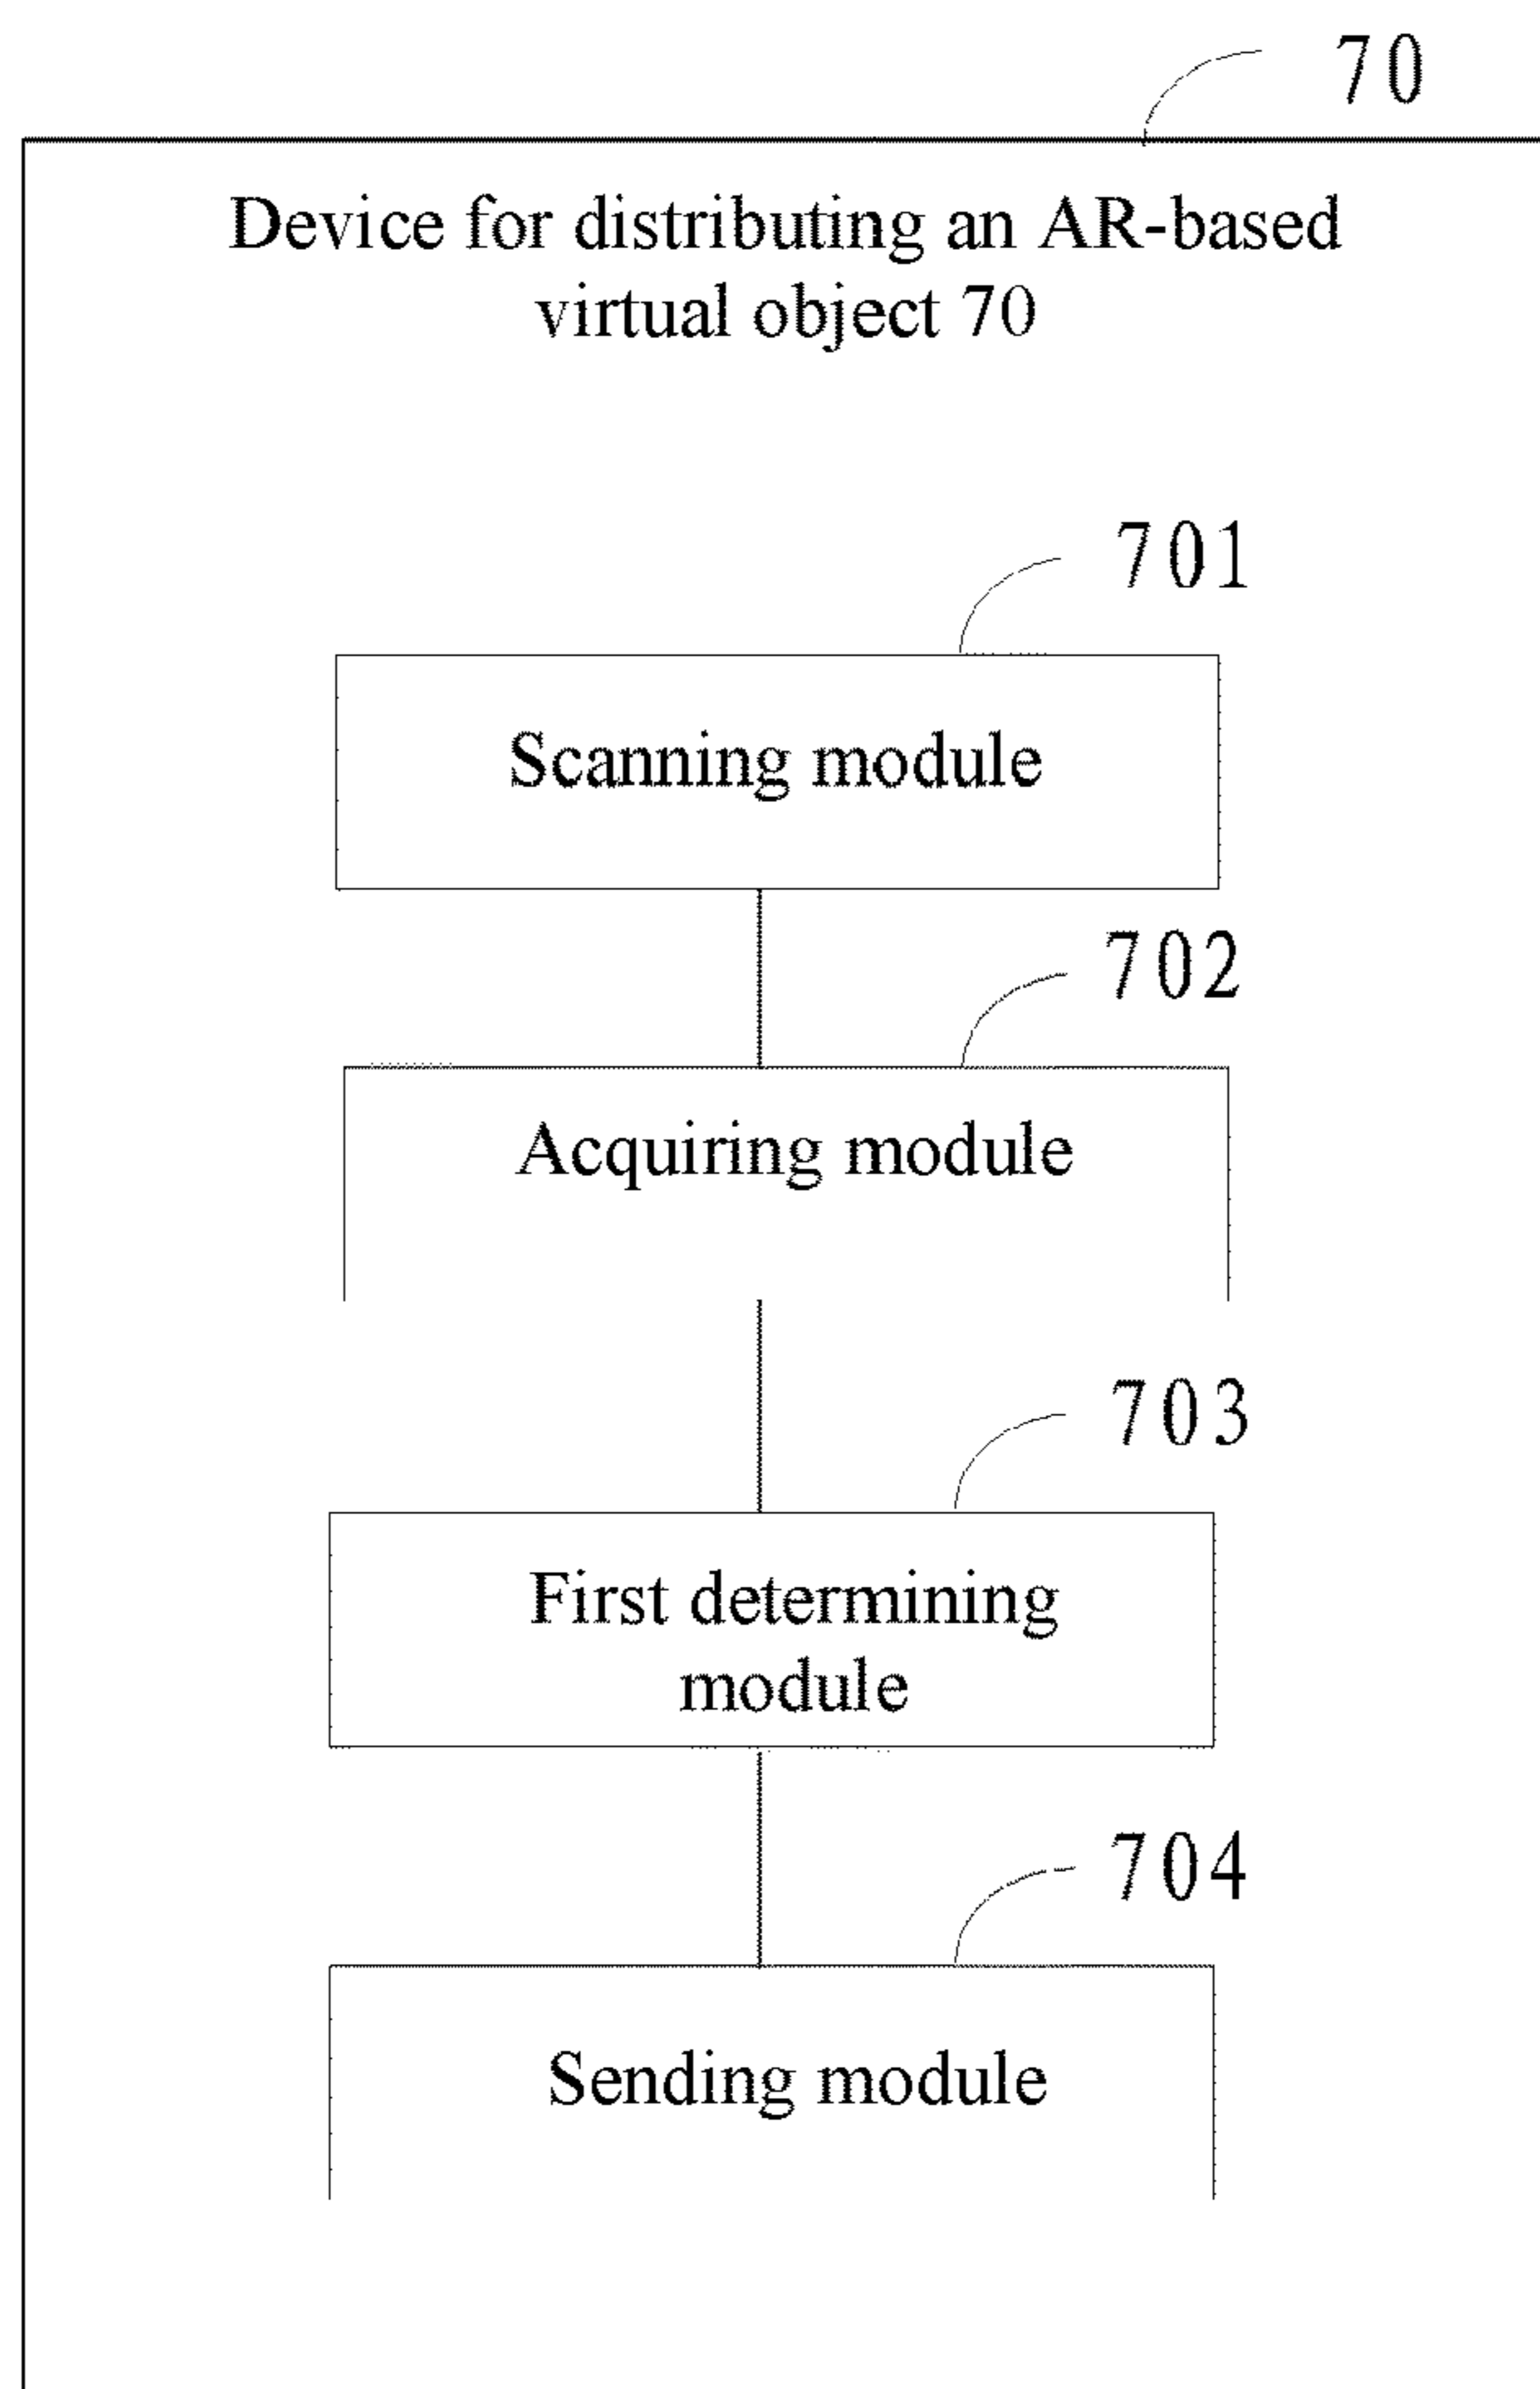 70
Device for distributing an AR-based
virtual object 70
701
Scanning module
702
Acquiring module
703
First determining
module
704
Sending module